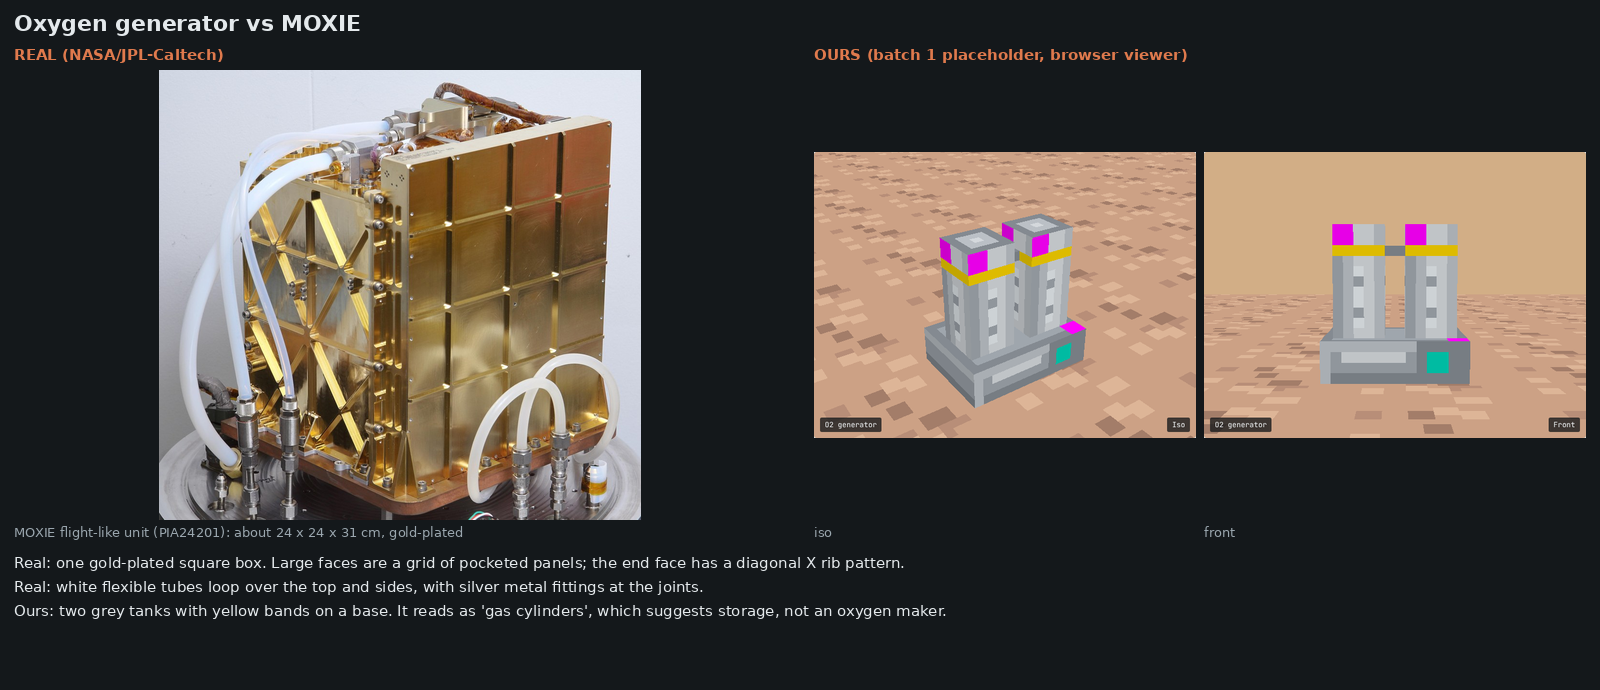 Oxygen generator vs MOXIE
REAL (NASA/JPL-Caltech)
OURS (batch 1 placeholder, browser viewer)
O2 generator
Iso
O2 generator
Front
MOXIE flight-like unit (PIA24201): about 24 x 24 x 31 cm, gold-plated
iso
front
Real: one gold-plated square box. Large faces are a grid of pocketed panels; the end face has a diagonal X rib pattern.
Real: white flexible tubes loop over the top and sides, with silver metal fittings at the joints.
Ours: two grey tanks with yellow bands on a base. It reads as 'gas cylinders', which suggests storage, not an oxygen maker.